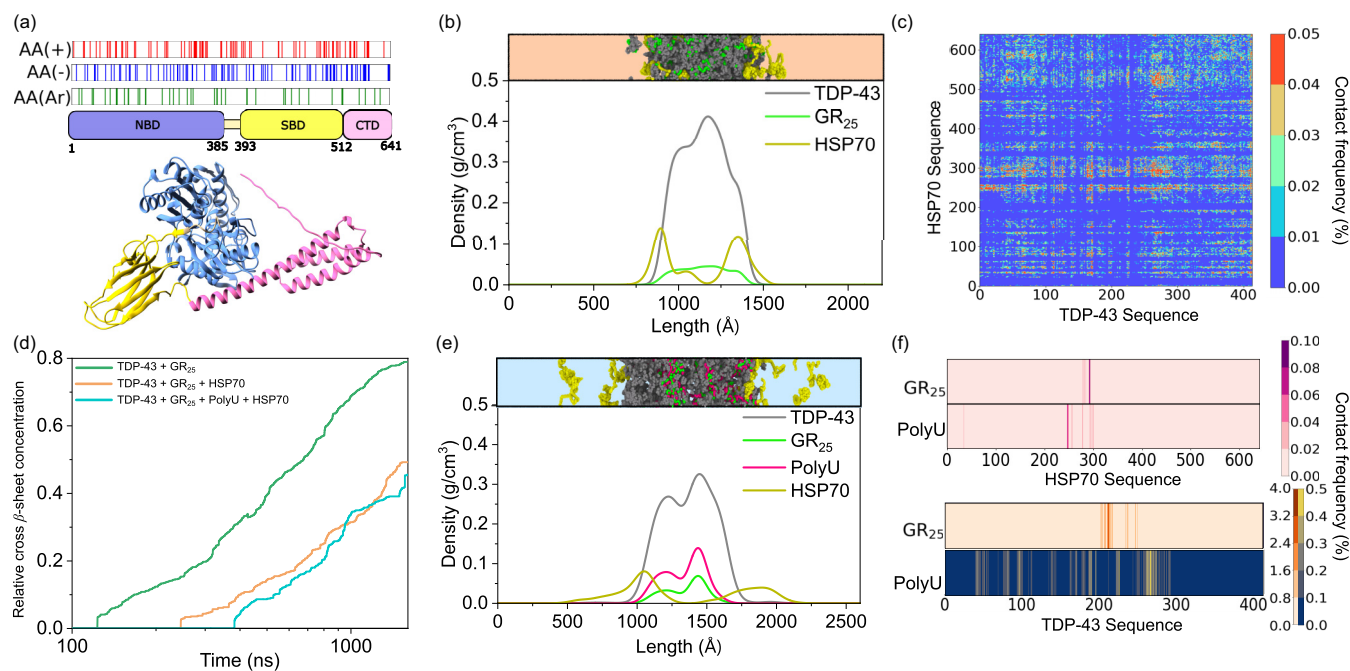 (a)
AA(+)
AA(-)
AA(Ar)
NBD SBD CTD
1 385 393 512 641
(b)
TDP-43
GR25
HSP70
Density (g/cm3)
0.5
0.4
0.3
0.2
0.1
0.0
0 500 1000 1500 2000
Length (Å)
(c)
HSP70 Sequence
600
500
400
300
200
100
0
0 100 200 300 400
TDP-43 Sequence
0.05
0.04
0.03
0.02
0.01
0.00
Contact frequency (%)
(d)
Relative cross β-sheet concentration
0.8
0.6
0.4
0.2
0.0
TDP-43 + GR25
TDP-43 + GR25 + HSP70
TDP-43 + GR25 + PolyU + HSP70
100 1000
Time (ns)
(e)
Density (g/cm3)
0.5
0.4
0.3
0.2
0.1
0.0
TDP-43
GR25
PolyU
HSP70
0 500 1000 1500 2000 2500
Length (Å)
(f)
GR25
PolyU
0 100 200 300 400 500 600
HSP70 Sequence
0.10
0.08
0.06
0.04
0.02
0.00
Contact frequency (%)
GR25
PolyU
0 100 200 300 400
TDP-43 Sequence
4.0 0.5
3.2 0.4
2.4 0.3
1.6 0.2
0.8 0.1
0.0 0.0